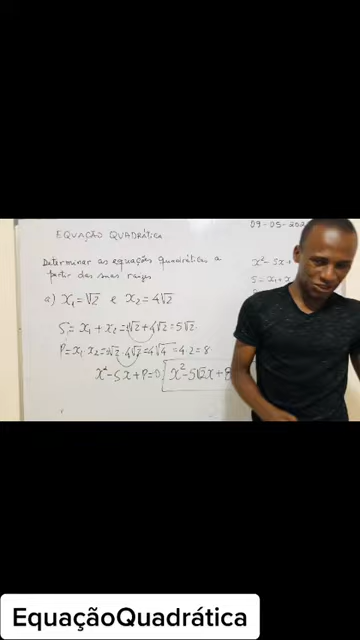 EQUAÇÃO QUADRÁTICA
09-05-202
Determinar as equações quadráticas a
partir das suas raizes
x²-Sx+
a) x₁=√2 e x₂=4√2
S=x₁+x
S=x₁+x₂=√2+4√2=5√2.
P=x₁·x₂=√2·4√2=4√4=4·2=8
x²-Sx+P=0 x²-5√2x+8
EquaçãoQuadrática